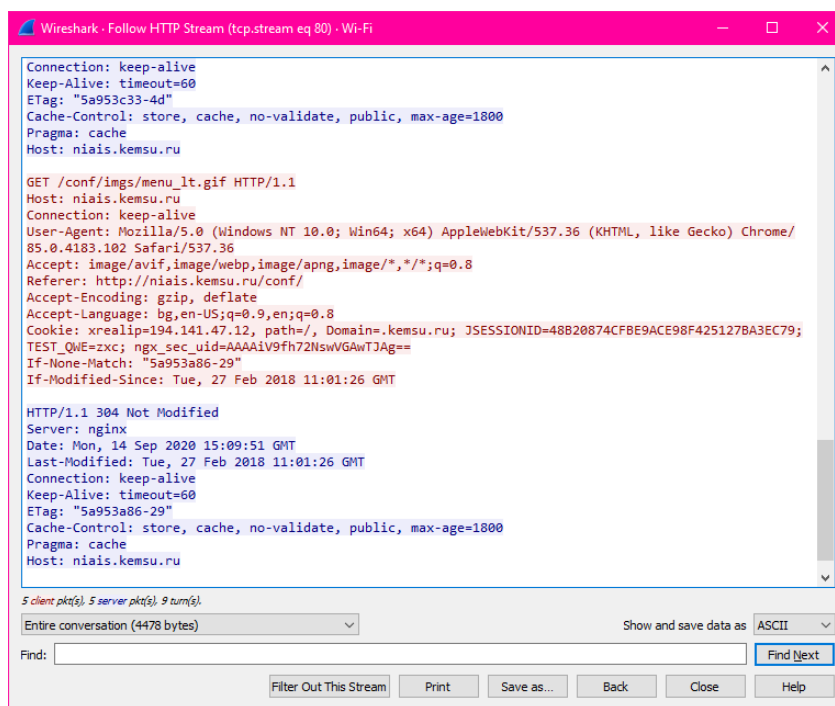 Wireshark · Follow HTTP Stream (tcp.stream eq 80) · Wi-Fi
Connection: keep-alive
Keep-Alive: timeout=60
ETag: "5a953c33-4d"
Cache-Control: store, cache, no-validate, public, max-age=1800
Pragma: cache
Host: niais.kemsu.ru
GET /conf/imgs/menu_lt.gif HTTP/1.1
Host: niais.kemsu.ru
Connection: keep-alive
User-Agent: Mozilla/5.0 (Windows NT 10.0; Win64; x64) AppleWebKit/537.36 (KHTML, like Gecko) Chrome/
85.0.4183.102 Safari/537.36
Accept: image/avif,image/webp,image/apng,image/*,*/*;q=0.8
Referer: http://niais.kemsu.ru/conf/
Accept-Encoding: gzip, deflate
Accept-Language: bg,en-US;q=0.9,en;q=0.8
Cookie: xrealip=194.141.47.12, path=/, Domain=.kemsu.ru; JSESSIONID=48B20874CFBE9ACE98F425127BA3EC79;
TEST_QWE=zxc; ngx_sec_uid=AAAAiV9fh72NswVGAwTJAg==
If-None-Match: "5a953a86-29"
If-Modified-Since: Tue, 27 Feb 2018 11:01:26 GMT
HTTP/1.1 304 Not Modified
Server: nginx
Date: Mon, 14 Sep 2020 15:09:51 GMT
Last-Modified: Tue, 27 Feb 2018 11:01:26 GMT
Connection: keep-alive
Keep-Alive: timeout=60
ETag: "5a953a86-29"
Cache-Control: store, cache, no-validate, public, max-age=1800
Pragma: cache
Host: niais.kemsu.ru
5 client pkt(s), 5 server pkt(s), 9 turn(s).
Entire conversation (4478 bytes) Show and save data as ASCII
Find: Find Next
Filter Out This Stream Print Save as... Back Close Help